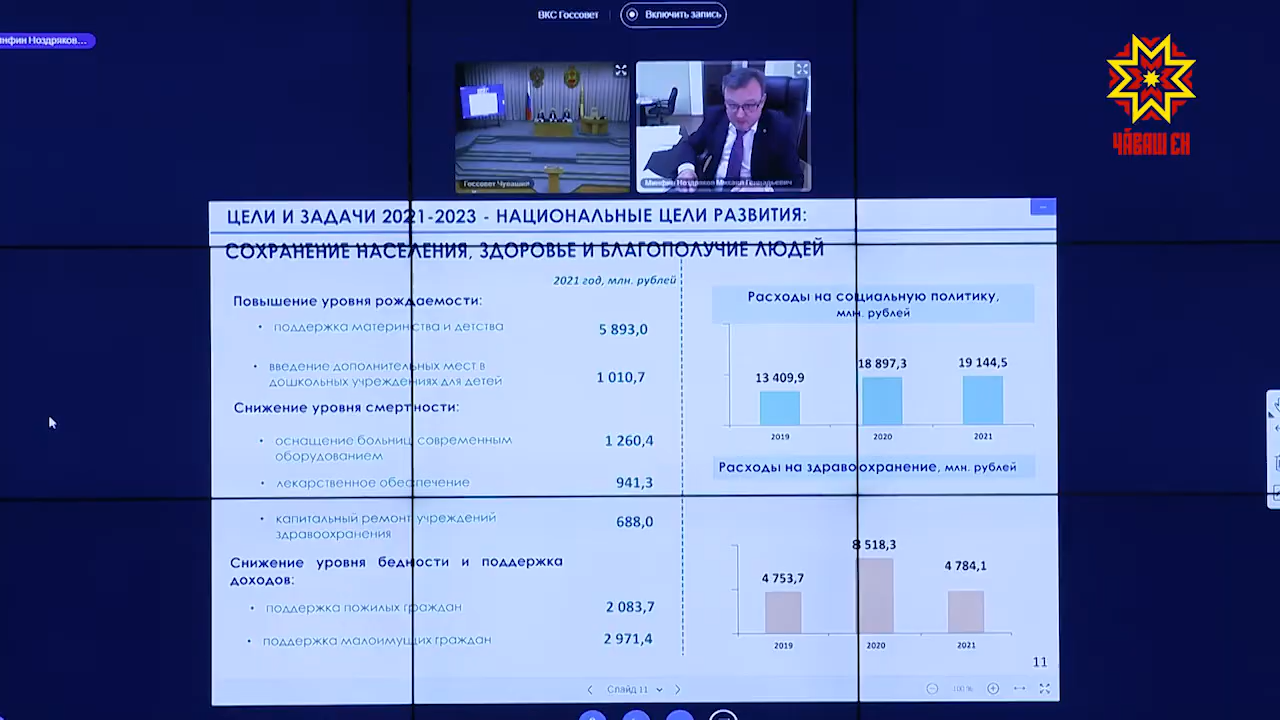 ВКС Госсовет
Включить запись
Ноздряков...
ЧӐВАШ ЕН
Госсовет Чувашии
Минфин Ноздряков Михаил Геннадьевич
ЦЕЛИ И ЗАДАЧИ 2021-2023 - НАЦИОНАЛЬНЫЕ ЦЕЛИ РАЗВИТИЯ:
СОХРАНЕНИЕ НАСЕЛЕНИЯ, ЗДОРОВЬЕ И БЛАГОПОЛУЧИЕ ЛЮДЕЙ
2021 год, млн. рублей
Повышение уровня рождаемости:
• поддержка материнства и детства 5 893,0
• введение дополнительных мест в
дошкольных учреждениях для детей 1 010,7
Снижение уровня смертности:
• оснащение больниц современным
оборудованием 1 260,4
• лекарственное обеспечение 941,3
• капитальный ремонт учреждений
здравоохранения 688,0
Снижение уровня бедности и поддержка
доходов:
• поддержка пожилых граждан 2 083,7
• поддержка малоимущих граждан 2 971,4
Расходы на социальную политику,
млн. рублей
13 409,9 18 897,3 19 144,5
2019 2020 2021
Расходы на здравоохранение, млн. рублей
4 753,7 8 518,3 4 784,1
2019 2020 2021
11
Слайд 11
100 %